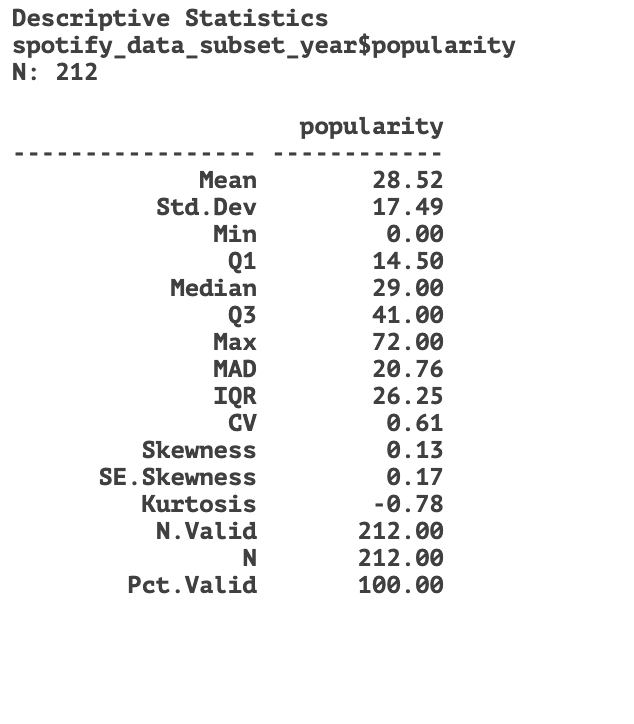 Descriptive Statistics
spotify_data_subset_year$popularity
N: 212
popularity
----------------- ------------
Mean 28.52
Std.Dev 17.49
Min 0.00
Q1 14.50
Median 29.00
Q3 41.00
Max 72.00
MAD 20.76
IQR 26.25
CV 0.61
Skewness 0.13
SE.Skewness 0.17
Kurtosis -0.78
N.Valid 212.00
N 212.00
Pct.Valid 100.00